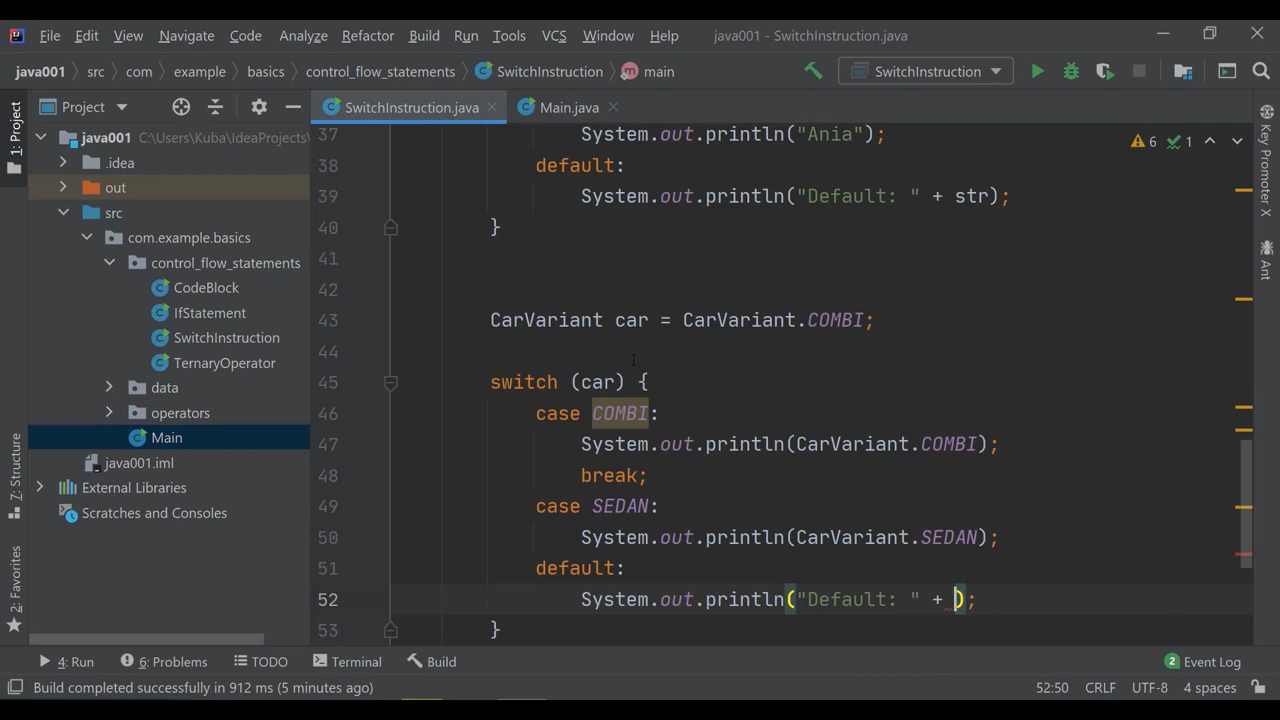 File Edit View Navigate Code Analyze Refactor Build Run Tools VCS Window Help java001 - SwitchInstruction.java
java001 src com example basics control_flow_statements SwitchInstruction main SwitchInstruction
Project
SwitchInstruction.java Main.java
1: Project
7: Structure
2: Favorites
java001 C:\Users\Kuba\IdeaProjects\
.idea
out
src
com.example.basics
control_flow_statements
CodeBlock
IfStatement
SwitchInstruction
TernaryOperator
data
operators
Main
java001.iml
External Libraries
Scratches and Consoles
6 1
37 System.out.println("Ania");
38 default:
39 System.out.println("Default: " + str);
40 }
41
42
43 CarVariant car = CarVariant.COMBI;
44
45 switch (car) {
46 case COMBI:
47 System.out.println(CarVariant.COMBI);
48 break;
49 case SEDAN:
50 System.out.println(CarVariant.SEDAN);
51 default:
52 System.out.println("Default: " + );
53 }
Key Promoter X
Ant
4: Run 6: Problems TODO Terminal Build 2 Event Log
Build completed successfully in 912 ms (5 minutes ago) 52:50 CRLF UTF-8 4 spaces